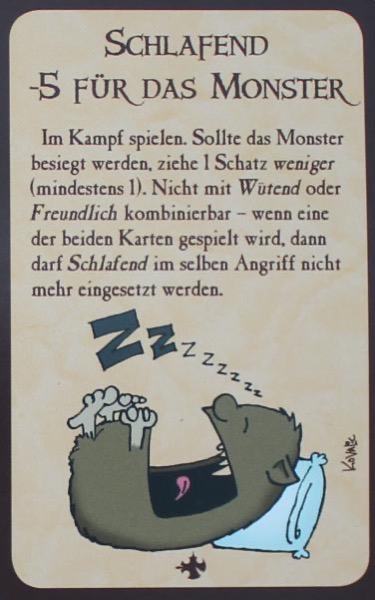 Schlafend
-5 für das Monster
Im Kampf spielen. Sollte das Monster
besiegt werden, ziehe 1 Schatz weniger
(mindestens 1). Nicht mit Wütend oder
Freundlich kombinierbar – wenn eine
der beiden Karten gespielt wird, dann
darf Schlafend im selben Angriff nicht
mehr eingesetzt werden.
Zzzzzzzz
Kovalic